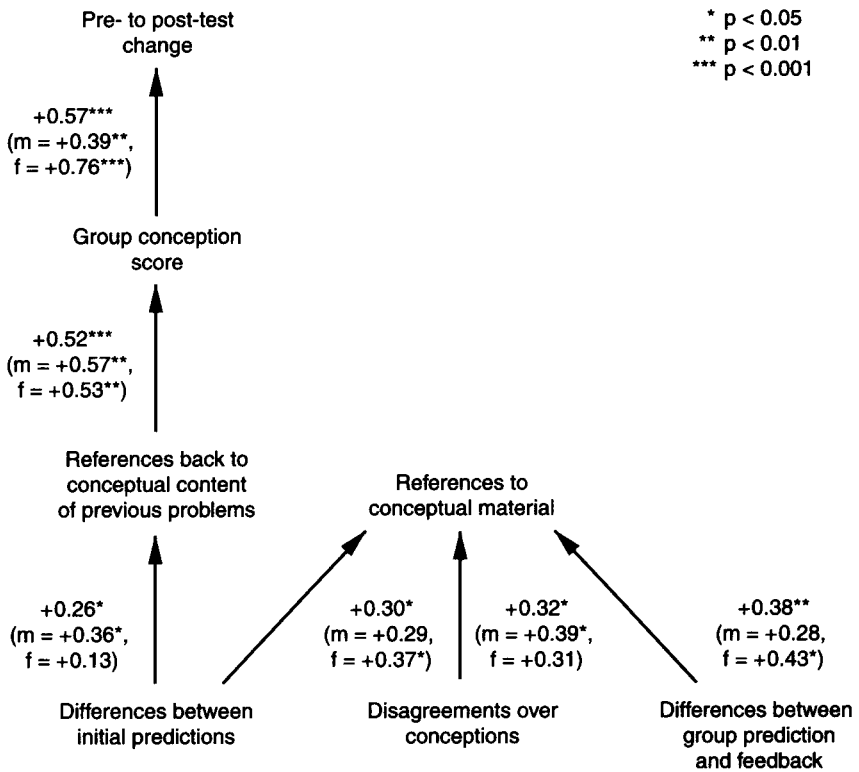 Pre- to post-test
change
* p < 0.05
** p < 0.01
*** p < 0.001
+0.57***
(m = +0.39**,
f = +0.76***)
Group conception
score
+0.52***
(m = +0.57**,
f = +0.53**)
References back to
conceptual content
of previous problems
References to
conceptual material
+0.26*
(m = +0.36*,
f = +0.13)
+0.30*
(m = +0.29,
f = +0.37*)
+0.32*
(m = +0.39*,
f = +0.31)
+0.38**
(m = +0.28,
f = +0.43*)
Differences between
initial predictions
Disagreements over
conceptions
Differences between
group prediction
and feedback